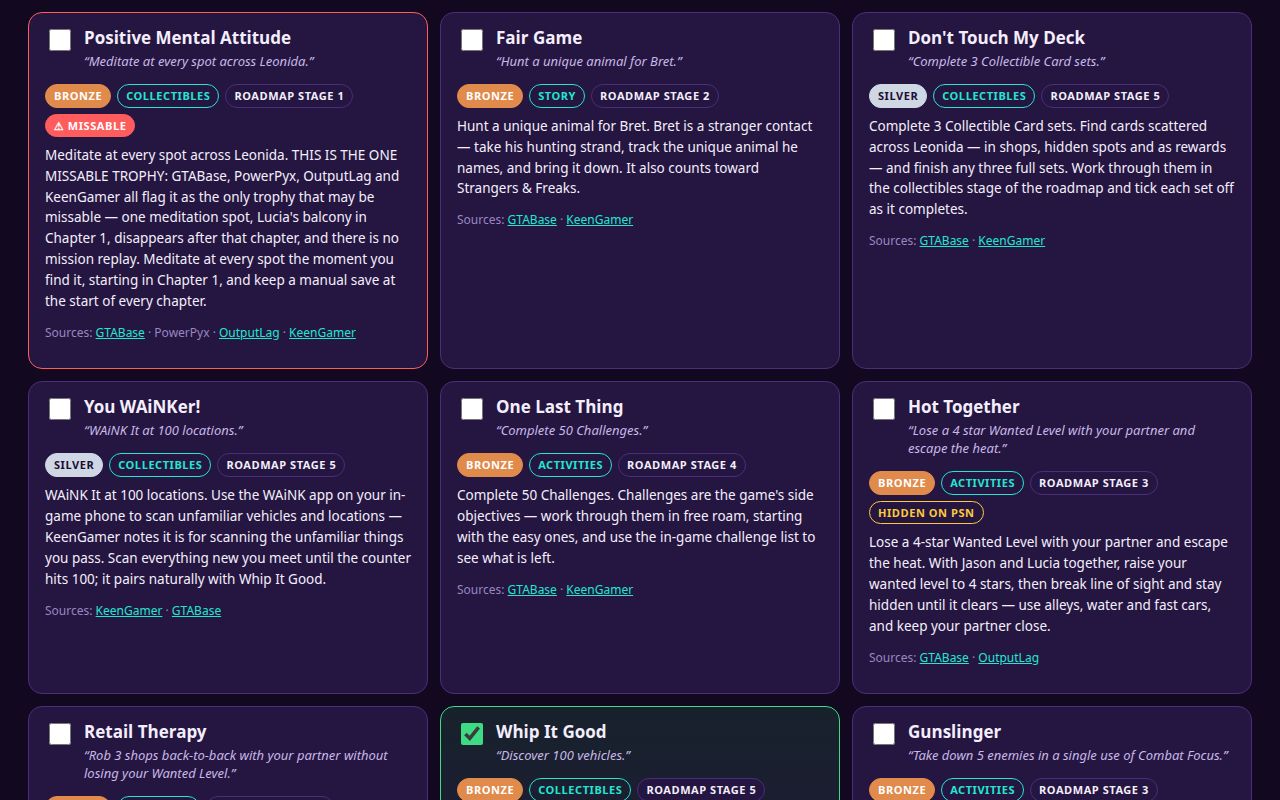 Positive Mental Attitude
“Meditate at every spot across Leonida.”
BRONZE COLLECTIBLES ROADMAP STAGE 1
⚠ MISSABLE
Meditate at every spot across Leonida. THIS IS THE ONE
MISSABLE TROPHY: GTABase, PowerPyx, OutputLag and
KeenGamer all flag it as the only trophy that may be
missable — one meditation spot, Lucia's balcony in
Chapter 1, disappears after that chapter, and there is no
mission replay. Meditate at every spot the moment you
find it, starting in Chapter 1, and keep a manual save at
the start of every chapter.
Sources: GTABase · PowerPyx · OutputLag · KeenGamer
Fair Game
“Hunt a unique animal for Bret.”
BRONZE STORY ROADMAP STAGE 2
Hunt a unique animal for Bret. Bret is a stranger contact
— take his hunting strand, track the unique animal he
names, and bring it down. It also counts toward
Strangers & Freaks.
Sources: GTABase · KeenGamer
Don't Touch My Deck
“Complete 3 Collectible Card sets.”
SILVER COLLECTIBLES ROADMAP STAGE 5
Complete 3 Collectible Card sets. Find cards scattered
across Leonida — in shops, hidden spots and as rewards
— and finish any three full sets. Work through them in
the collectibles stage of the roadmap and tick each set off
as it completes.
Sources: GTABase · KeenGamer
You WAiNKer!
“WAiNK It at 100 locations.”
SILVER COLLECTIBLES ROADMAP STAGE 5
WAiNK It at 100 locations. Use the WAiNK app on your in-
game phone to scan unfamiliar vehicles and locations —
KeenGamer notes it is for scanning the unfamiliar things
you pass. Scan everything new you meet until the counter
hits 100; it pairs naturally with Whip It Good.
Sources: KeenGamer · GTABase
One Last Thing
“Complete 50 Challenges.”
BRONZE ACTIVITIES ROADMAP STAGE 4
Complete 50 Challenges. Challenges are the game's side
objectives — work through them in free roam, starting
with the easy ones, and use the in-game challenge list to
see what is left.
Sources: GTABase · KeenGamer
Hot Together
“Lose a 4 star Wanted Level with your partner and
escape the heat.”
BRONZE ACTIVITIES ROADMAP STAGE 3
HIDDEN ON PSN
Lose a 4-star Wanted Level with your partner and escape
the heat. With Jason and Lucia together, raise your
wanted level to 4 stars, then break line of sight and stay
hidden until it clears — use alleys, water and fast cars,
and keep your partner close.
Sources: GTABase · OutputLag
Retail Therapy
“Rob 3 shops back-to-back with your partner without
losing your Wanted Level.”
Whip It Good
“Discover 100 vehicles.”
BRONZE COLLECTIBLES ROADMAP STAGE 5
Gunslinger
“Take down 5 enemies in a single use of Combat Focus.”
BRONZE ACTIVITIES ROADMAP STAGE 3